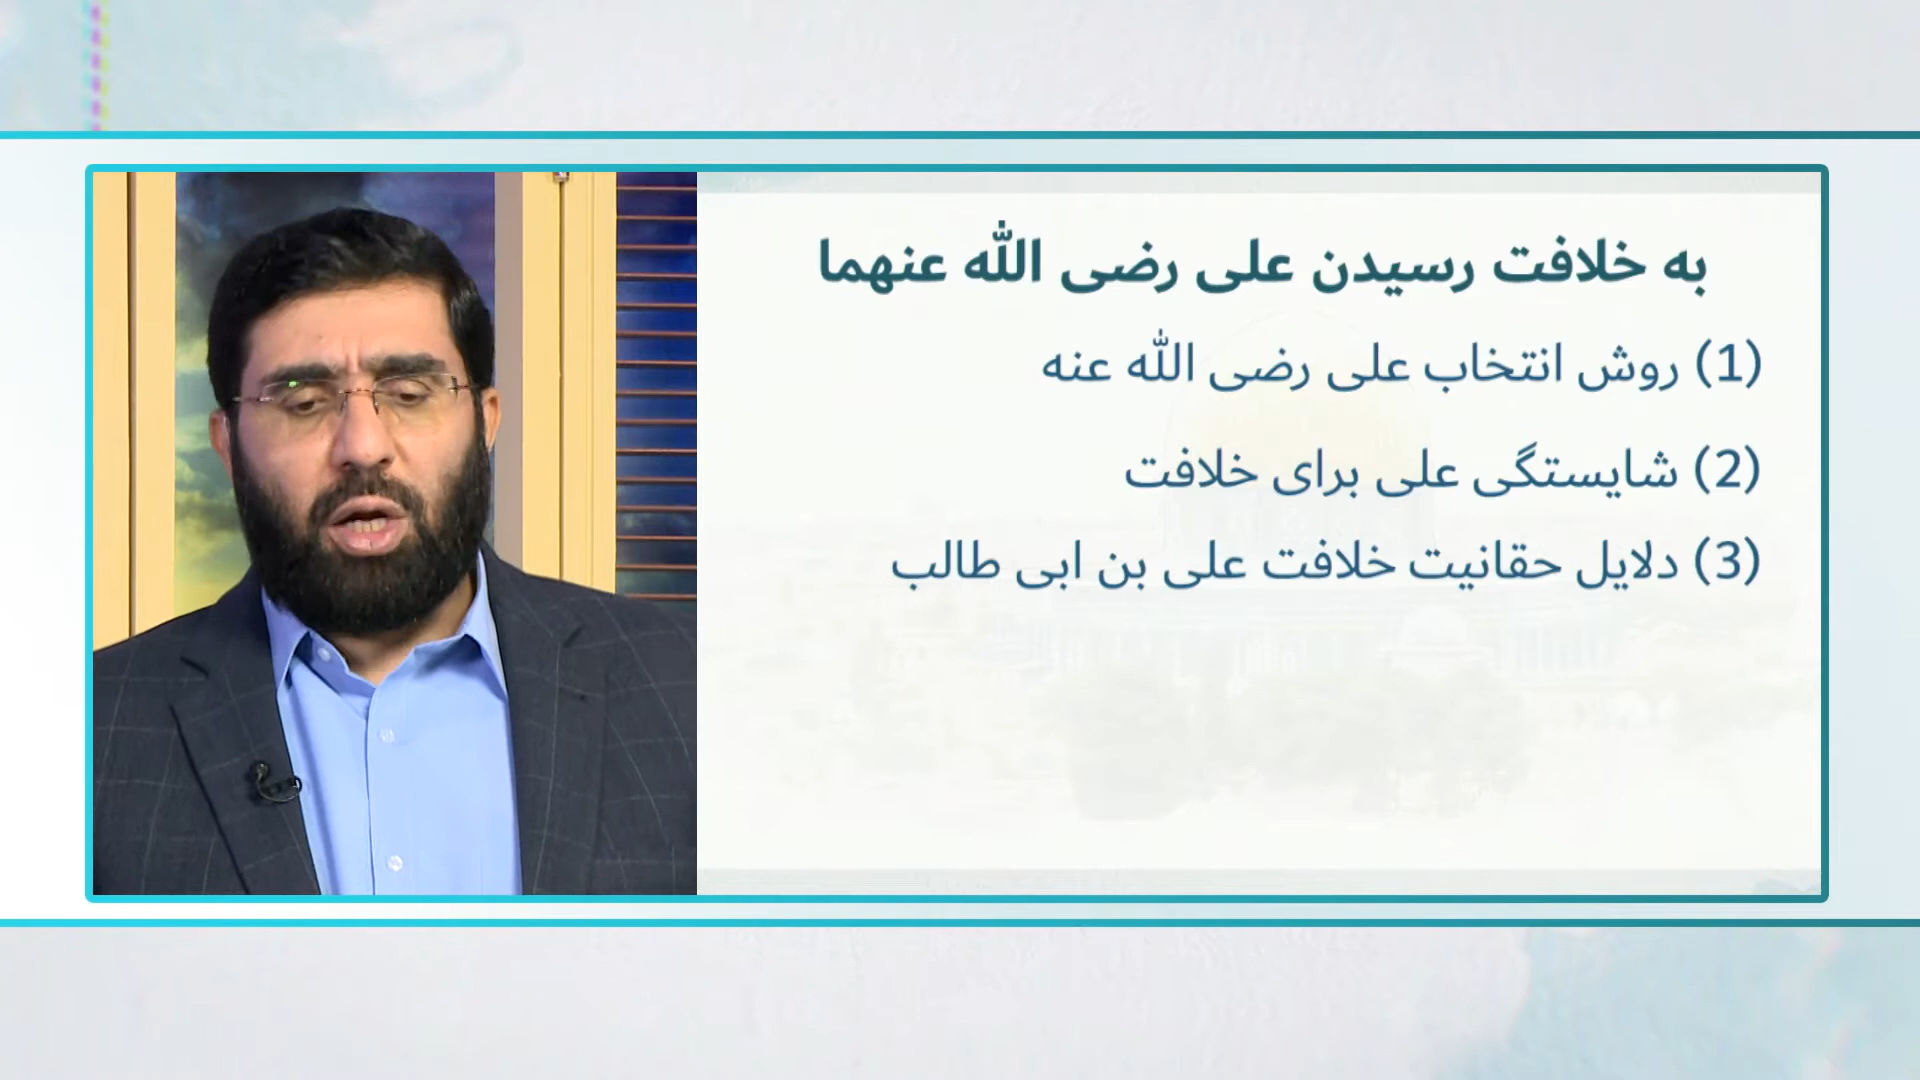 به خلافت رسیدن علی رضی الله عنهما
(1) روش انتخاب علی رضی الله عنه
(2) شایستگی علی برای خلافت
(3) دلایل حقانیت خلافت علی بن ابی طالب